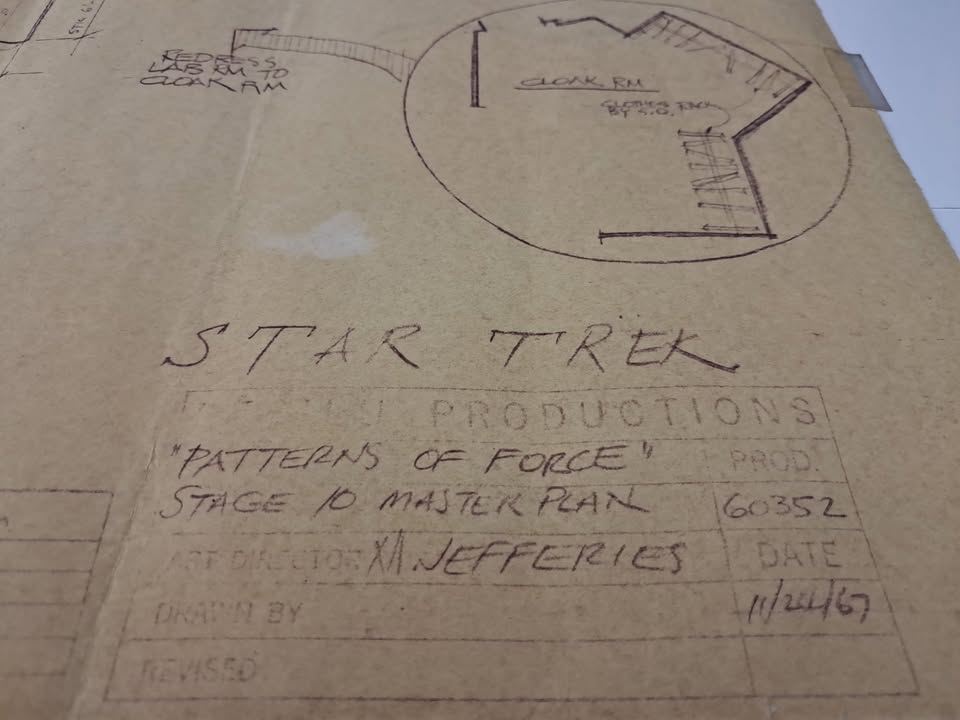 REDRESS
LAB RM TO
CLOAK RM
CLOAK RM
CLOTHES RACK
BY S.D.
STAR TREK
PRODUCTIONS
"PATTERNS OF FORCE"
PROD.
STAGE 10 MASTER PLAN
60352
ART DIRECTOR JEFFERIES
DATE
DRAWN BY
11/24/67
REVISED